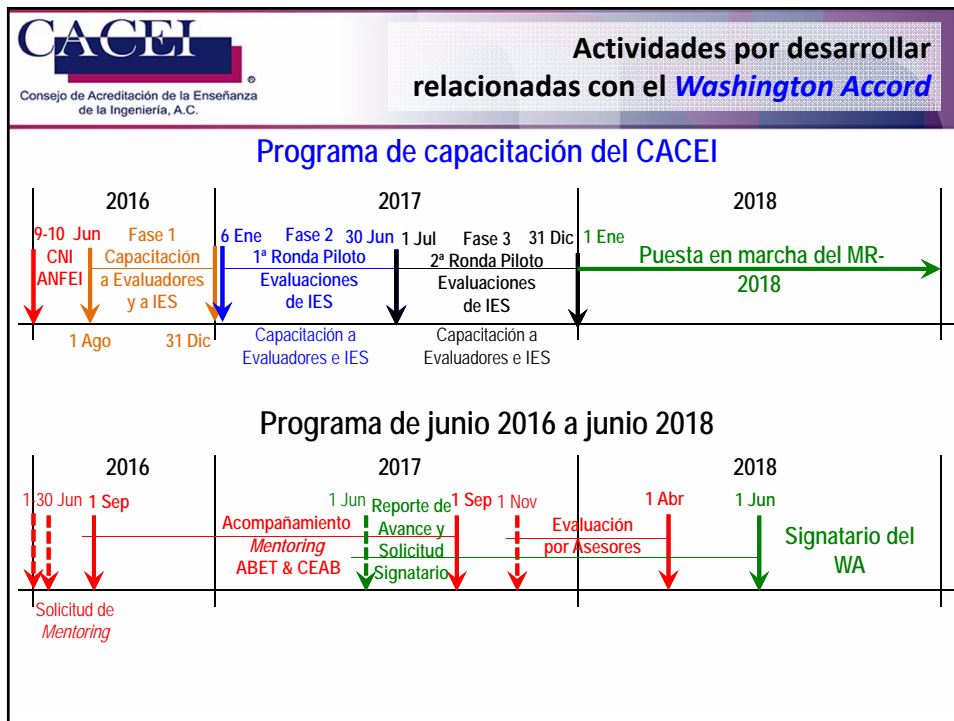 CACEI
®
Consejo de Acreditación de la Enseñanza
de la Ingeniería, A.C.
Actividades por desarrollar
relacionadas con el Washington Accord
Programa de capacitación del CACEI
2016
2017
2018
9-10 Jun
CNI
ANFEI
Fase 1
Capacitación
a Evaluadores
y a IES
1 Ago
31 Dic
6 Ene
Fase 2
30 Jun
1ª Ronda Piloto
Evaluaciones
de IES
Capacitación a
Evaluadores e IES
1 Jul
Fase 3
31 Dic
2ª Ronda Piloto
Evaluaciones
de IES
Capacitación a
Evaluadores e IES
1 Ene
Puesta en marcha del MR-
2018
Programa de junio 2016 a junio 2018
2016
2017
2018
1-30 Jun
1 Sep
Solicitud de
Mentoring
Acompañamiento
Mentoring
ABET & CEAB
1 Jun
Reporte de
Avance y
Solicitud
Signatario
1 Sep
1 Nov
Evaluación
por Asesores
1 Abr
1 Jun
Signatario del
WA